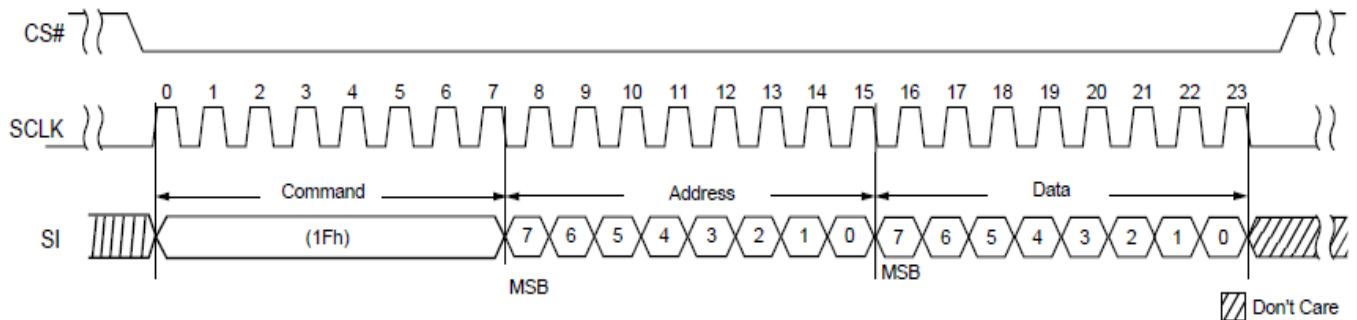 CS#
0 1 2 3 4 5 6 7 8 9 10 11 12 13 14 15 16 17 18 19 20 21 22 23
SCLK
Command Address Data
SI (1Fh) 7 6 5 4 3 2 1 0 7 6 5 4 3 2 1 0
MSB MSB
Don't Care